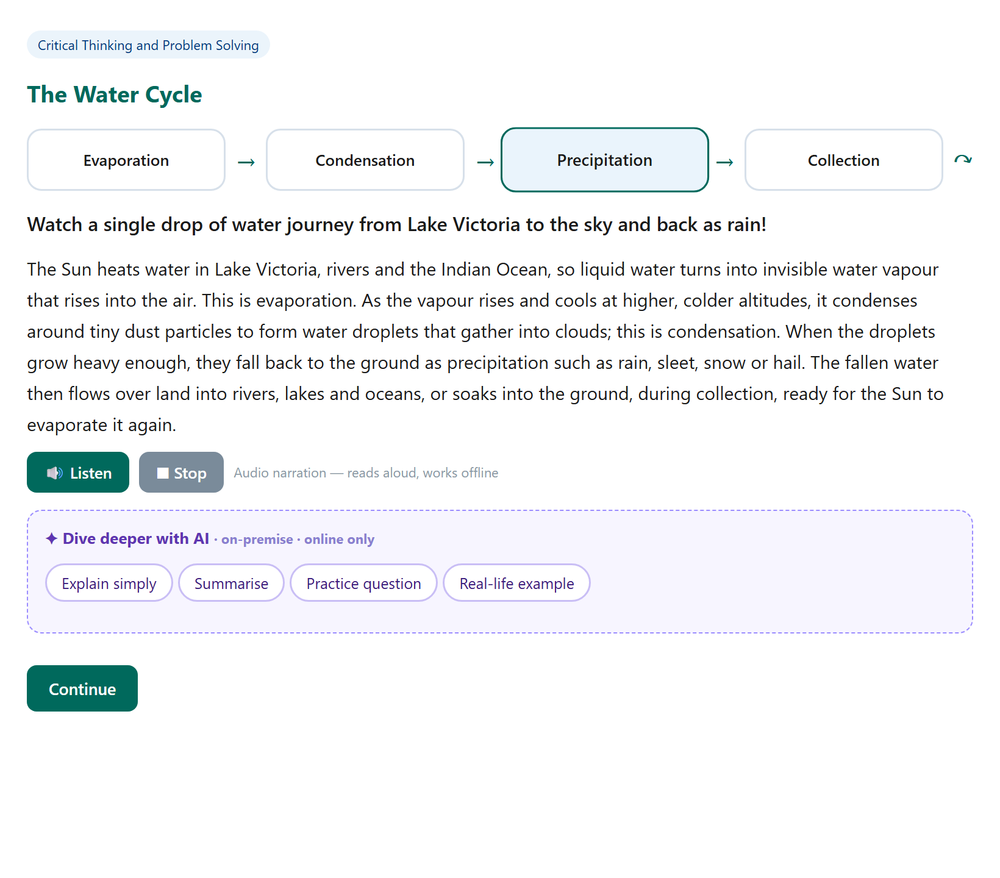 Critical Thinking and Problem Solving
The Water Cycle
Evaporation → Condensation → Precipitation → Collection ↷
Watch a single drop of water journey from Lake Victoria to the sky and back as rain!
The Sun heats water in Lake Victoria, rivers and the Indian Ocean, so liquid water turns into invisible water vapour
that rises into the air. This is evaporation. As the vapour rises and cools at higher, colder altitudes, it condenses
around tiny dust particles to form water droplets that gather into clouds; this is condensation. When the droplets
grow heavy enough, they fall back to the ground as precipitation such as rain, sleet, snow or hail. The fallen water
then flows over land into rivers, lakes and oceans, or soaks into the ground, during collection, ready for the Sun to
evaporate it again.
🔊 Listen ■ Stop Audio narration — reads aloud, works offline
✦ Dive deeper with AI · on-premise · online only
Explain simply Summarise Practice question Real-life example
Continue